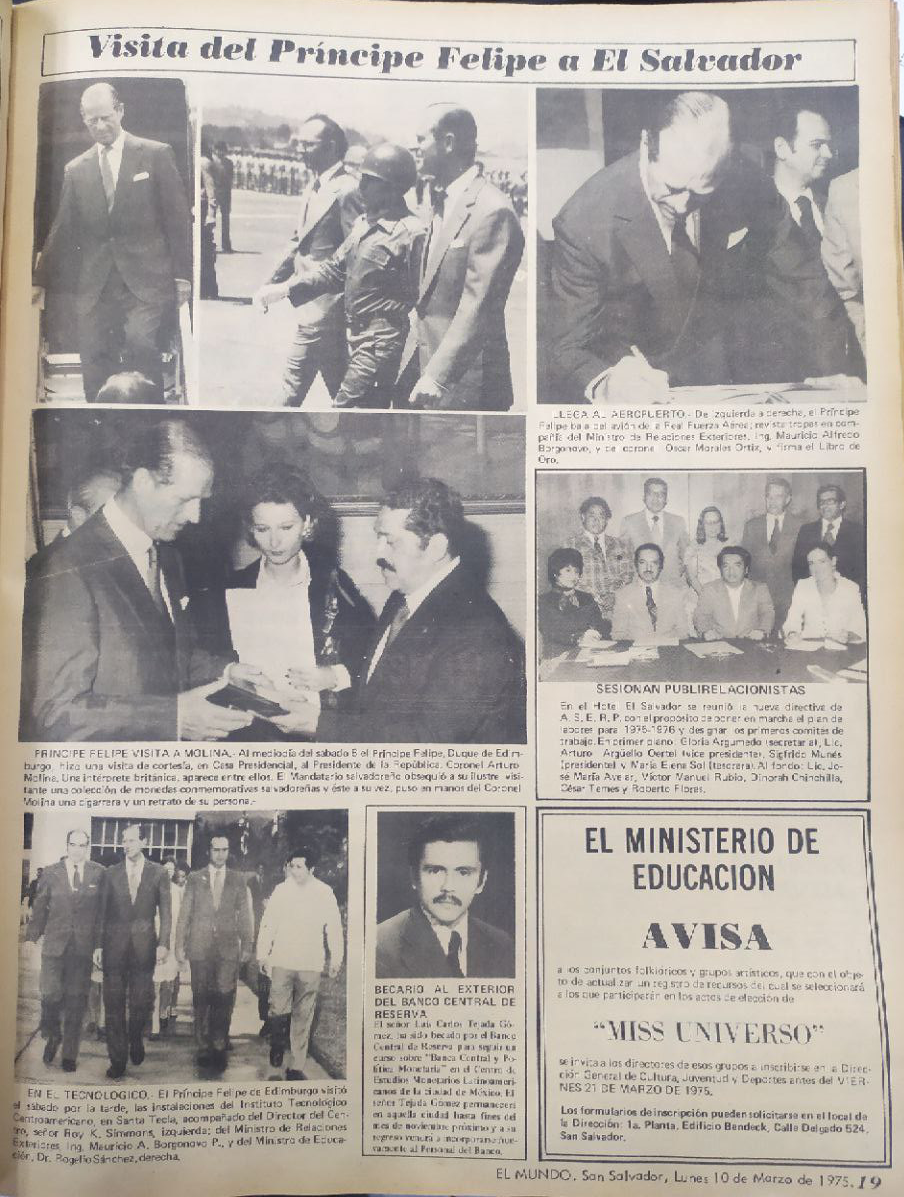 Visita del Príncipe Felipe a El Salvador
LLEGA AL AEROPUERTO.- De izquierda a derecha, el Príncipe
Felipe baja del avión de la Real Fuerza Aérea; revista tropas en com-
pañía del Ministro de Relaciones Exteriores, Ing. Mauricio Alfredo
Borgonovo, y del coronel Oscar Morales Ortiz, y firma el Libro de
Oro.
PRINCIPE FELIPE VISITA A MOLINA.- Al mediodía del sábado 8 el Príncipe Felipe, Duque de Edim-
burgo, hizo una visita de cortesía, en Casa Presidencial, al Presidente de la República, Coronel Arturo
Molina. Una intérprete británica, aparece entre ellos. El Mandatario salvadoreño obsequió a su ilustre visi-
tante una colección de monedas conmemorativas salvadoreñas y éste a su vez, puso en manos del Coronel
Molina una cigarrera y un retrato de su persona.-
SESIONAN PUBLIRELACIONISTAS
En el Hotel El Salvador se reunió la nueva directiva de
A.S.E.R.P. con el propósito de poner en marcha el plan de
labores para 1975-1976 y designar los primeros comités de
trabajo. En primer plano, Gloria Argumedo (secretaria), Lic.
Arturo Argüello Oertel (vice presidente), Sigfrido Munés
(presidente) y María Elena Sol (tesorera). Al fondo: Lic. Jo-
sé María Avelar, Víctor Manuel Rubio, Dinorah Chinchilla,
César Temes y Roberto Flores.
EN EL TECNOLOGICO.- El Príncipe Felipe de Edimburgo visitó
el sábado por la tarde, las instalaciones del Instituto Tecnológico
Centroamericano, en Santa Tecla, acompañado del Director del Cen-
tro, señor Roy K. Simmons, izquierda; del Ministro de Relaciones
Exteriores, Ing. Mauricio A. Borgonovo P., y del Ministro de Educa-
ción, Dr. Rogelio Sánchez, derecha.
BECARIO AL EXTERIOR
DEL BANCO CENTRAL DE
RESERVA
El señor Luis Carlos Tejada Gó-
mez, ha sido becado por el Banco
Central de Reserva para seguir un
curso sobre "Banca Central y Po-
lítica Monetaria" en el Centro de
Estudios Monetarios Latinoameri-
canos de la ciudad de México. El
señor Tejada Gómez permanecerá
en aquella ciudad hasta fines del
mes de noviembre próximo y a su
regreso vendrá a incorporarse nue-
vamente al Personal del Banco.
EL MINISTERIO DE
EDUCACION
AVISA
a los conjuntos folklóricos y grupos artísticos, que con el obje-
to de actualizar un registro de recursos del cual se seleccionará
a los que participarán en los actos de elección de
"MISS UNIVERSO"
se invita a los directores de esos grupos a inscribirse en la Direc-
ción General de Cultura, Juventud y Deportes antes del VIER-
NES 21 DE MARZO DE 1975.
Los formularios de inscripción pueden solicitarse en el local de
la Dirección: 1a. Planta. Edificio Bendeck, Calle Delgado 524,
San Salvador.
EL MUNDO, San Salvador, Lunes 10 de Marzo de 1975. 19